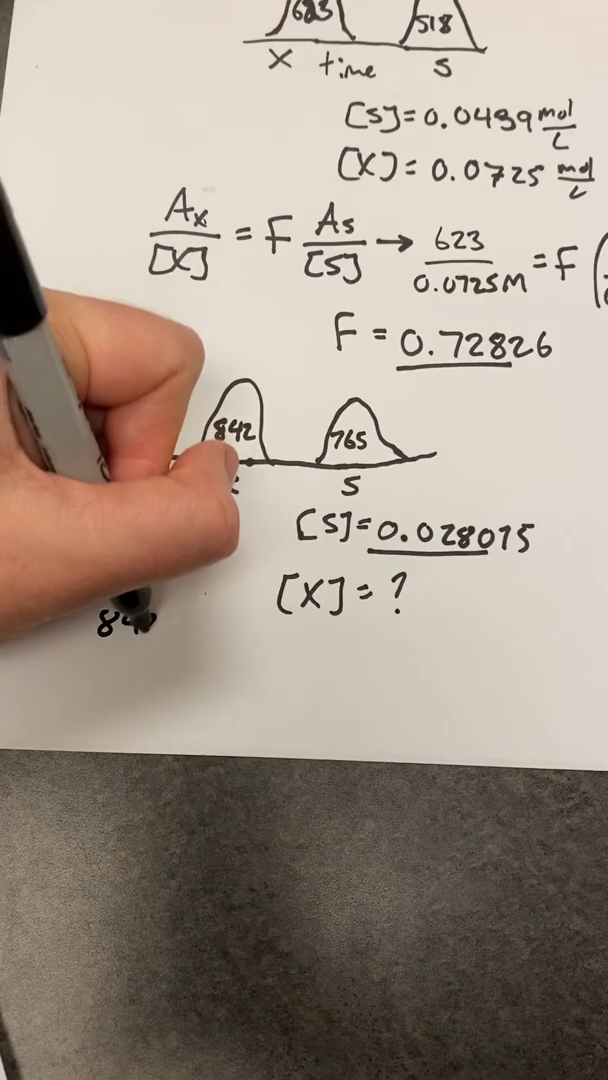 623 518
X time S
[S]=0.0489 mol/L
[X]=0.0725 mol/L
Ax/[X] = F As/[S] → 623/0.0725M = F(
F = 0.72826
842 765
S
[S]=0.028075
[X]=?
842